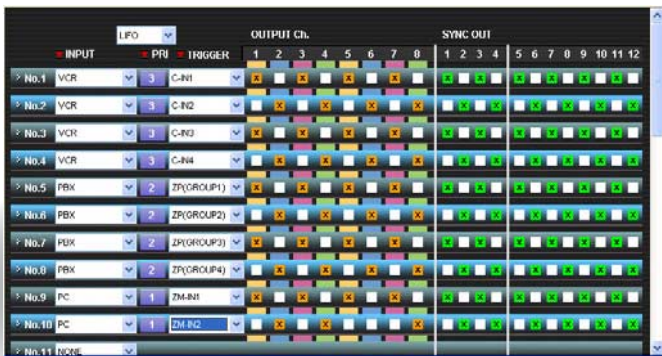 LIFO OUTPUT Ch. SYNC OUT
INPUT PRI TRIGGER 1 2 3 4 5 6 7 8 1 2 3 4 5 6 7 8 9 10 11 12
No.1 VCR 3 C-IN1
No.2 VCR 3 C-IN2
No.3 VCR 3 C-IN3
No.4 VCR 3 C-IN4
No.5 PBX 2 ZP(GROUP1)
No.6 PBX 2 ZP(GROUP2)
No.7 PBX 2 ZP(GROUP3)
No.8 PBX 2 ZP(GROUP4)
No.9 PC 1 ZM-IN1
No.10 PC 1 ZM-IN2
No.11 NONE